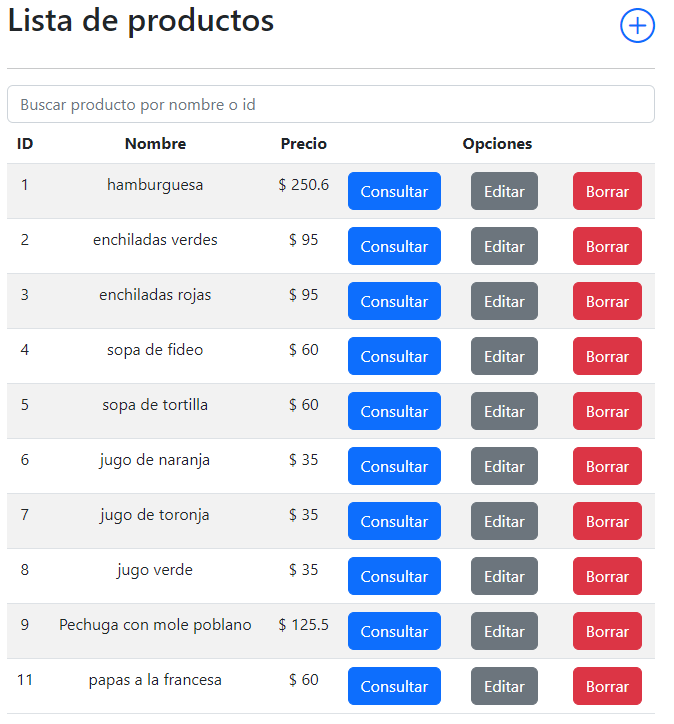 Lista de productos
Buscar producto por nombre o id
ID Nombre Precio Opciones
1 hamburguesa $ 250.6 Consultar Editar Borrar
2 enchiladas verdes $ 95 Consultar Editar Borrar
3 enchiladas rojas $ 95 Consultar Editar Borrar
4 sopa de fideo $ 60 Consultar Editar Borrar
5 sopa de tortilla $ 60 Consultar Editar Borrar
6 jugo de naranja $ 35 Consultar Editar Borrar
7 jugo de toronja $ 35 Consultar Editar Borrar
8 jugo verde $ 35 Consultar Editar Borrar
9 Pechuga con mole poblano $ 125.5 Consultar Editar Borrar
11 papas a la francesa $ 60 Consultar Editar Borrar